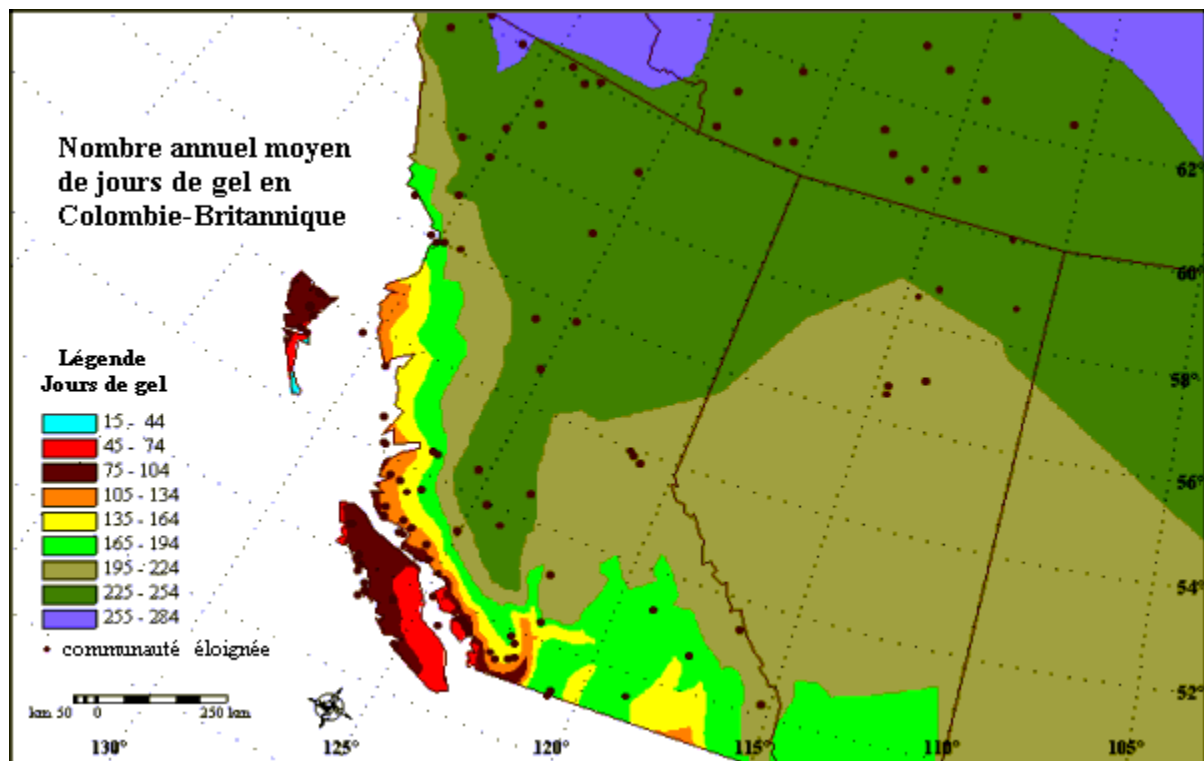 Nombre annuel moyen
de jours de gel en
Colombie-Britannique
Légende
Jours de gel
15 - 44
45 - 74
75 - 104
105 - 134
135 - 164
165 - 194
195 - 224
225 - 254
255 - 284
communauté éloignée
km 50 0 250 km
62°
60°
58°
56°
54°
52°
130° 125° 120° 115° 110° 105°